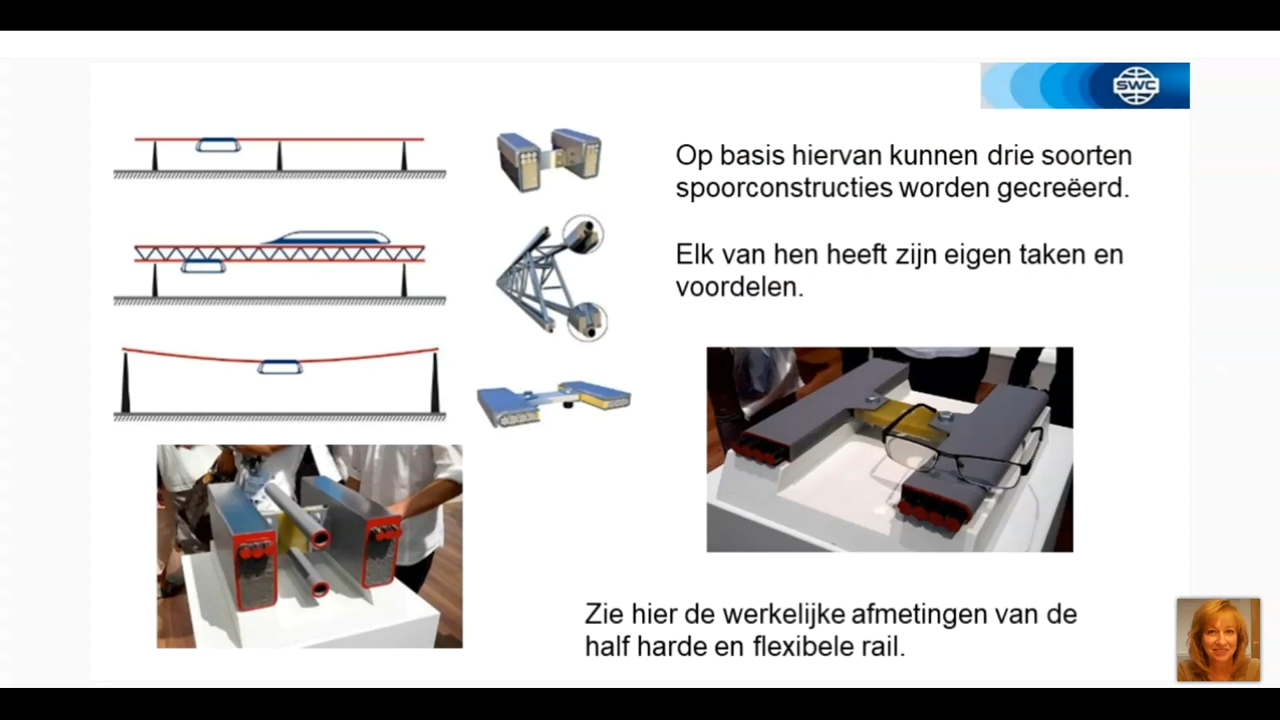 SWC
Op basis hiervan kunnen drie soorten
spoorconstructies worden gecreëerd.
Elk van hen heeft zijn eigen taken en
voordelen.
Zie hier de werkelijke afmetingen van de
half harde en flexibele rail.